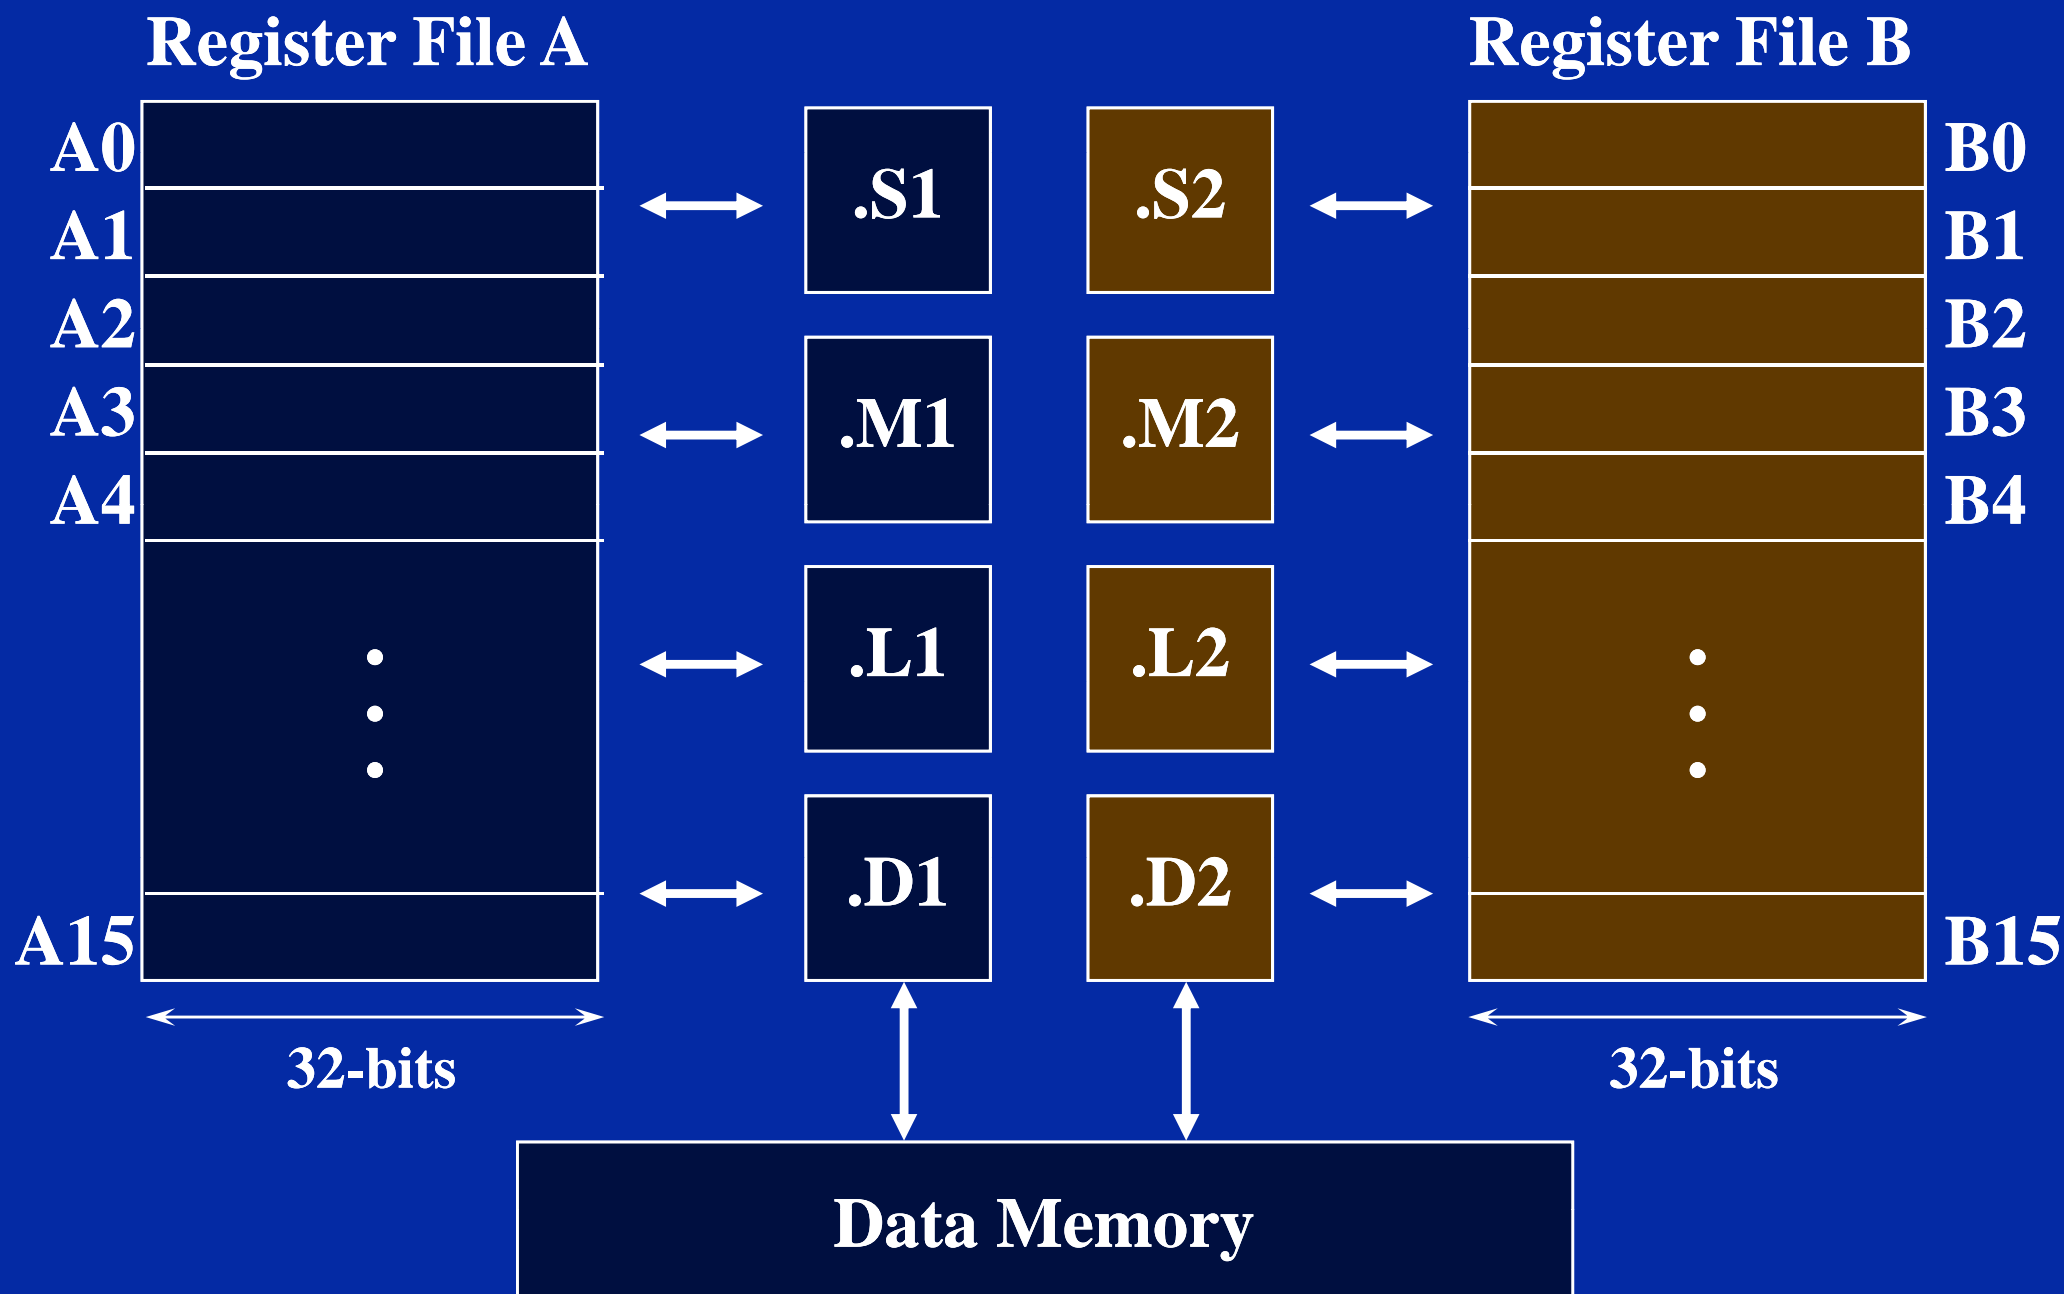 Register File A
Register File B
A0
A1
A2
A3
A4
A15
32-bits
.S1
.S2
.M1
.M2
.L1
.L2
.D1
.D2
B0
B1
B2
B3
B4
B15
32-bits
Data Memory